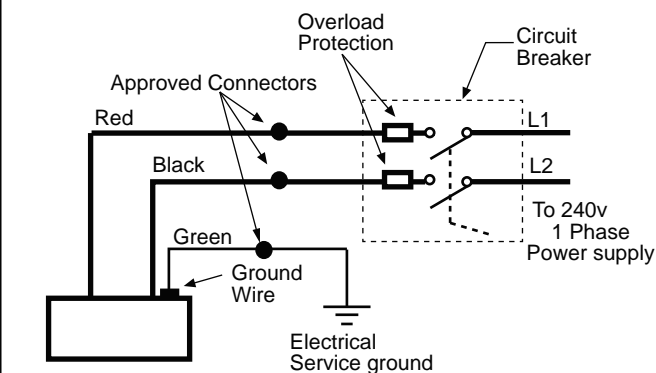 Overload
Protection
Circuit
Breaker
Approved Connectors
Red
L1
Black
L2
To 240v
1 Phase
Power supply
Green
Ground
Wire
Electrical
Service ground